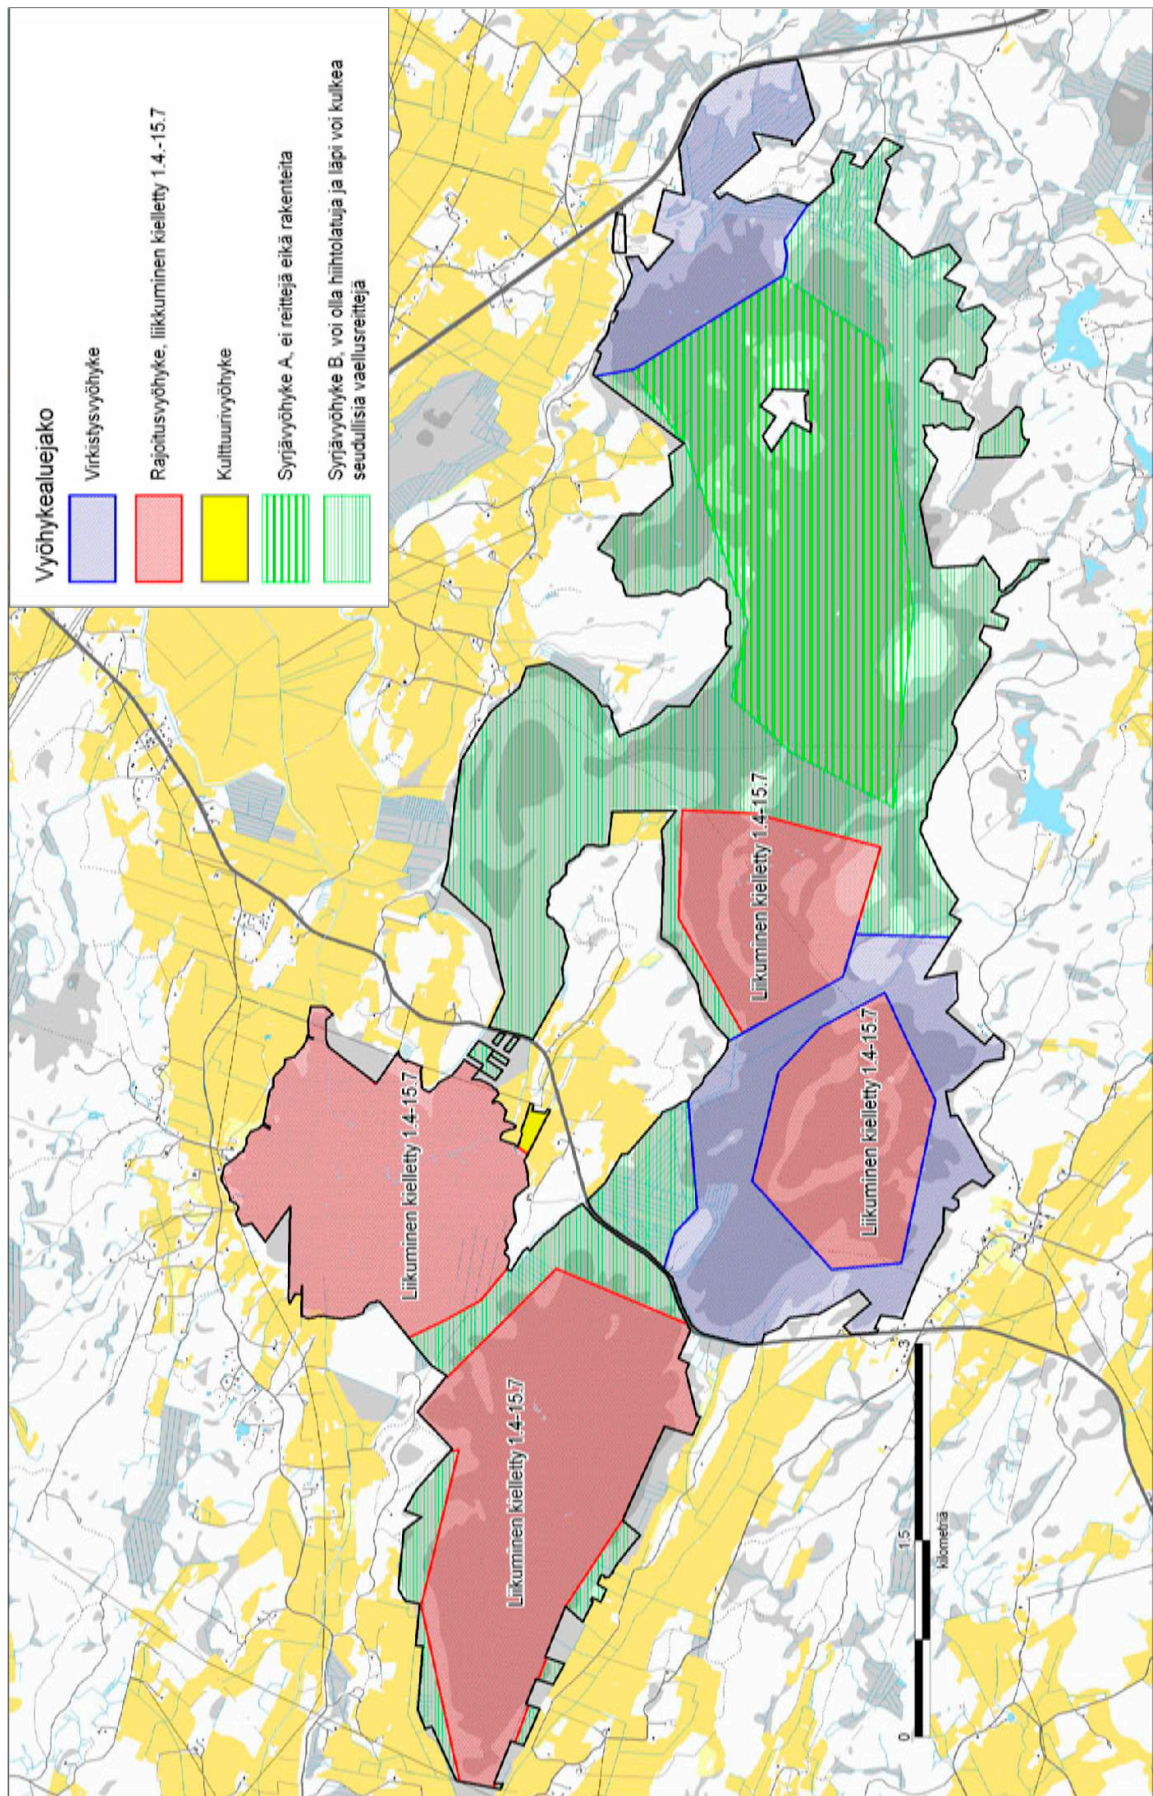 Vyöhykealuejako
Virkistysvyöhyke
Rajoitusvyöhyke, liikkuminen kielletty 1.4.-15.7
Kulttuurivyöhyke
Syrjävyöhyke A, ei reittejä eikä rakenteita
Syrjävyöhyke B, voi olla hiihtolatuja ja läpi voi kulkea
seudullisia vaellusreittejä
Liikuminen kielletty 1.4-15.7
Liikuminen kielletty 1.4-15.7
Liikuminen kielletty 1.4-15.7
Liikuminen kielletty 1.4-15.7
0 1,5 3
kilometriä